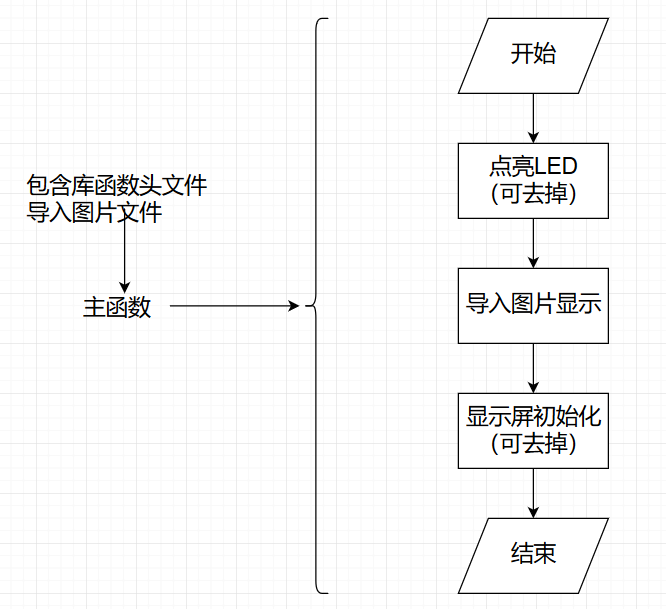 包含库函数头文件
导入图片文件
主函数
开始
点亮LED
(可去掉)
导入图片显示
显示屏初始化
(可去掉)
结束